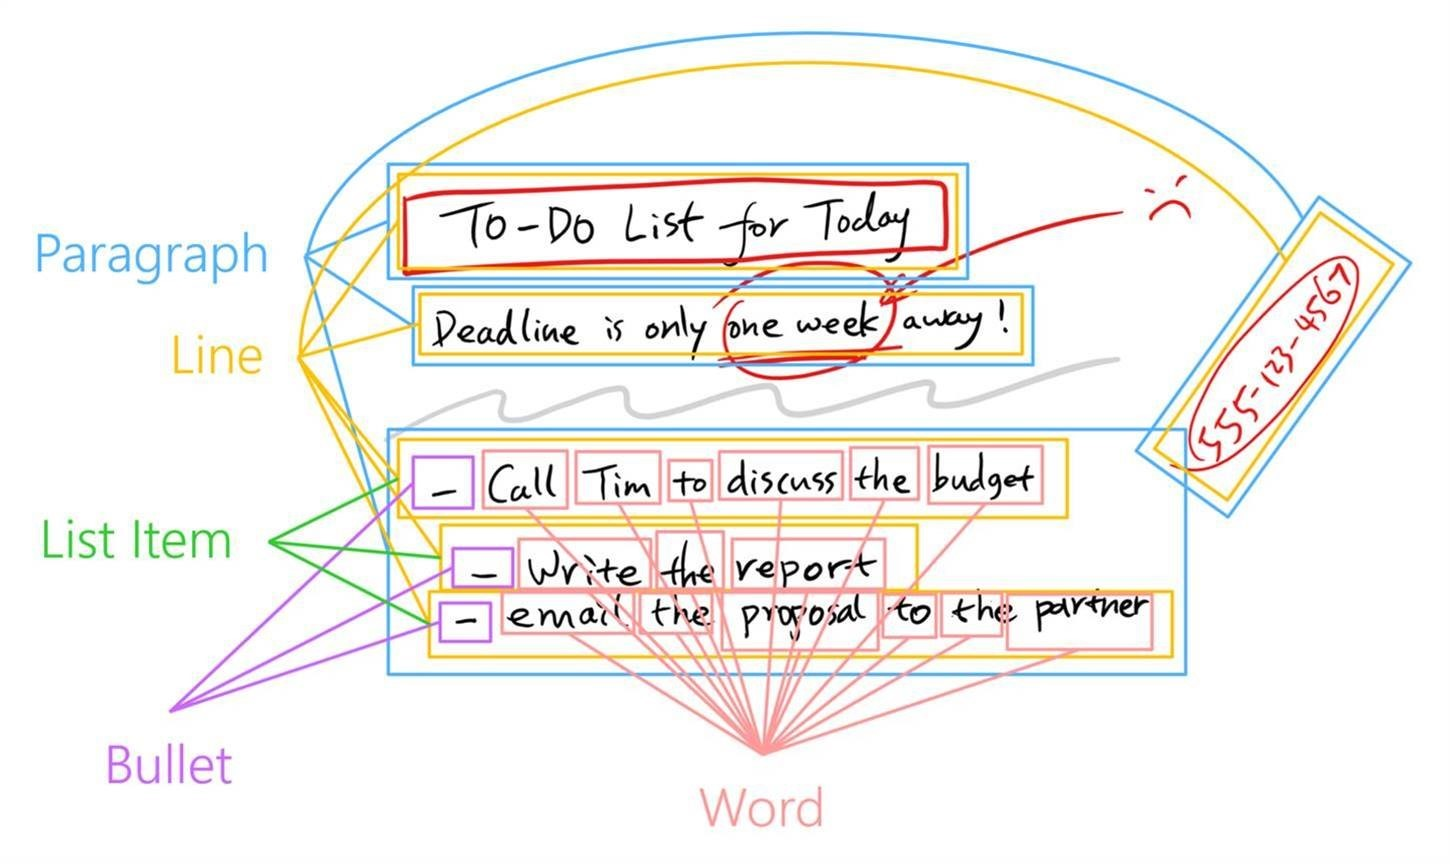 To-Do List for Today
Deadline is only one week away!
555-123-4567
Paragraph
Line
- Call Tim to discuss the budget
List Item
- Write the report
- email the proposal to the partner
Bullet
Word